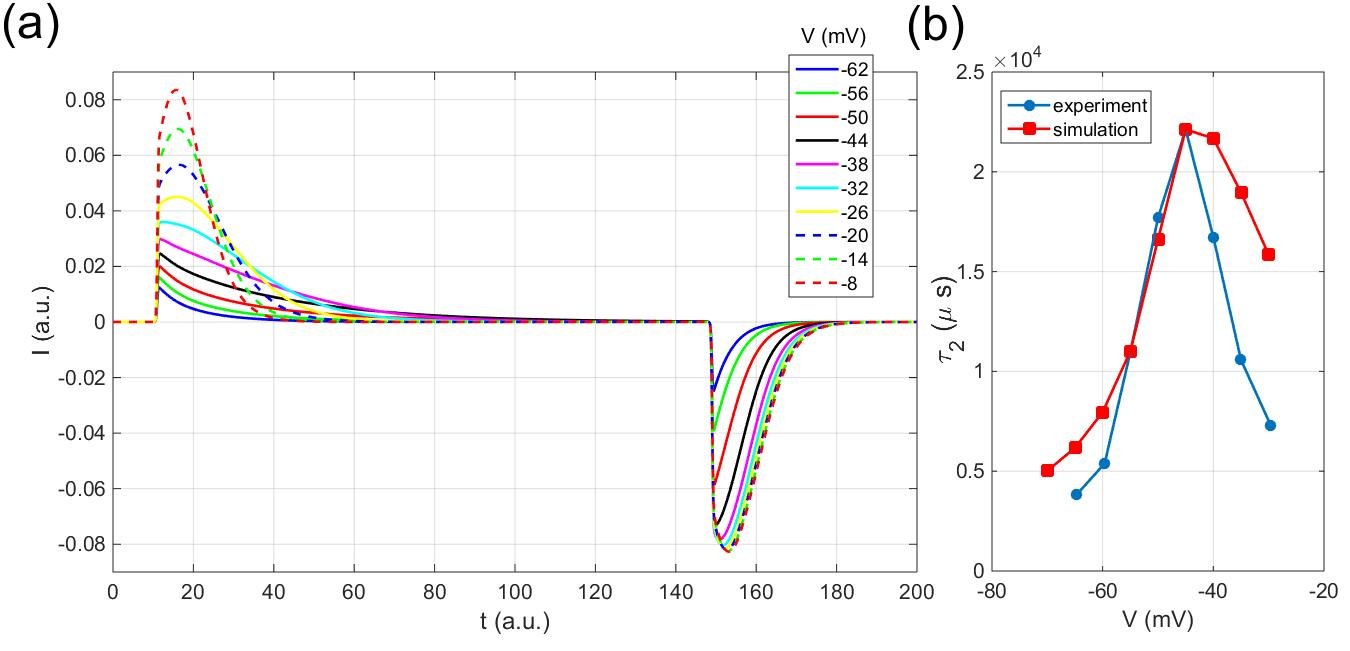 (a)
V (mV)
-62
-56
-50
-44
-38
-32
-26
-20
-14
-8
0.08
0.06
0.04
0.02
0
-0.02
-0.04
-0.06
-0.08
I (a.u.)
0 20 40 60 80 100 120 140 160 180 200
t (a.u.)
(b)
×10⁴
experiment
simulation
2.5
2
1.5
1
0.5
0
τ₂ (μ s)
-80 -60 -40 -20
V (mV)